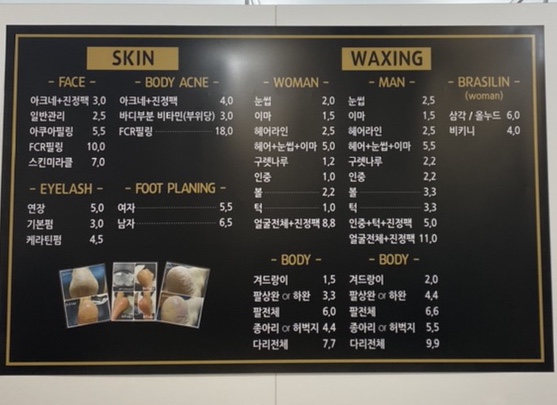 SKIN
- FACE -
아크네+진정팩 3,0
일반관리 2,5
아쿠아필링 5,5
FCR필링 10,0
스킨미라클 7,0
- BODY ACNE -
아크네+진정팩 4,0
바디부분 비타민(부위당) 3,0
FCR필링 18,0
- EYELASH -
연장 5,0
기본펌 3,0
케라틴펌 4,5
- FOOT PLANING -
여자 5,5
남자 6,5
WAXING
- WOMAN -
눈썹 2,0
이마 1,5
헤어라인 2,5
헤어+눈썹+이마 5,0
구렛나루 1,2
인중 1,0
볼 2,2
턱 1,0
얼굴전체+진정팩 8,8
- MAN -
눈썹 2,5
이마 1,5
헤어라인 2,5
헤어+눈썹+이마 5,5
구렛나루 2,2
인중 2,2
볼 3,3
턱 3,3
인중+턱+진정팩 5,0
얼굴전체+진정팩 11,0
- BRASILIN -
(woman)
삼각 / 올누드 6,0
비키니 4,0
- BODY -
겨드랑이 1,5
팔상완 or 하완 3,3
팔전체 6,0
종아리 or 허벅지 4,4
다리전체 7,7
- BODY -
겨드랑이 2,0
팔상완 or 하완 4,4
팔전체 6,6
종아리 or 허벅지 5,5
다리전체 9,9